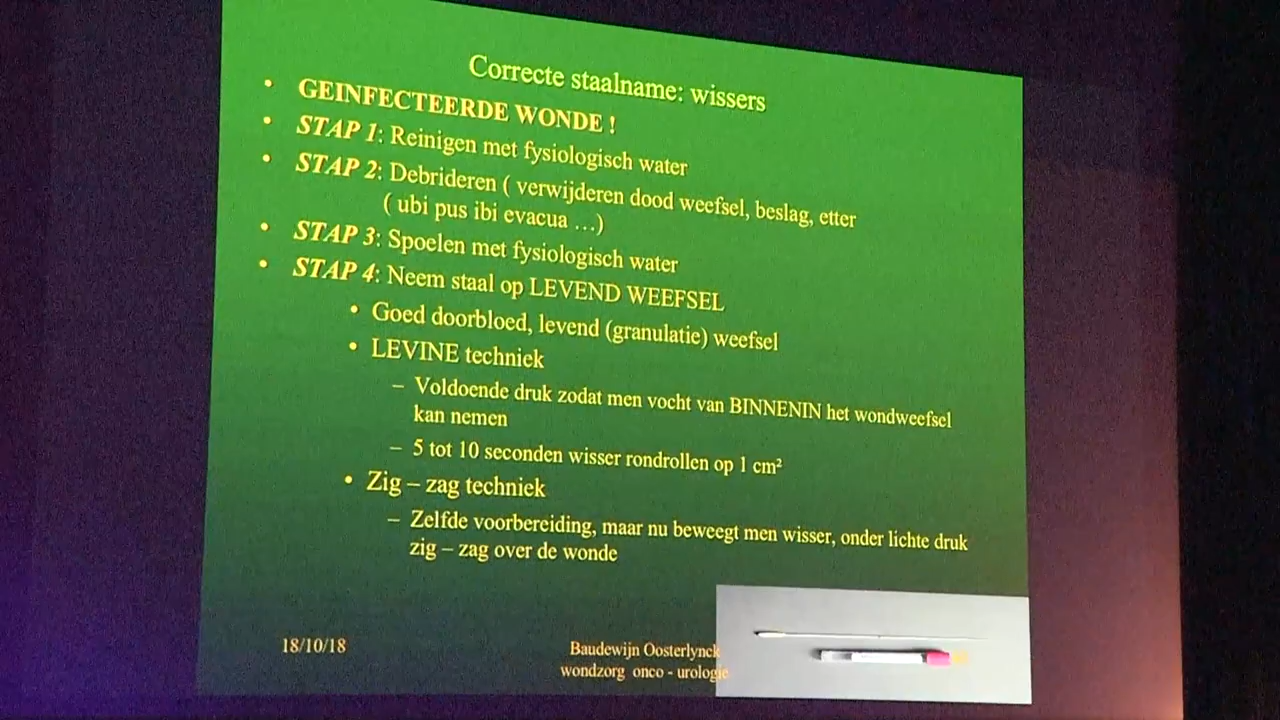 Correcte staalname: wissers
• GEINFECTEERDE WONDE !
• STAP 1: Reinigen met fysiologisch water
• STAP 2: Debrideren ( verwijderen dood weefsel, beslag, etter
( ubi pus ibi evacua …)
• STAP 3: Spoelen met fysiologisch water
• STAP 4: Neem staal op LEVEND WEEFSEL
• Goed doorbloed, levend (granulatie) weefsel
• LEVINE techniek
– Voldoende druk zodat men vocht van BINNENIN het wondweefsel
kan nemen
– 5 tot 10 seconden wisser rondrollen op 1 cm²
• Zig – zag techniek
– Zelfde voorbereiding, maar nu beweegt men wisser, onder lichte druk
zig – zag over de wonde
18/10/18
Baudewijn Oosterlynck
wondzorg onco - urologie